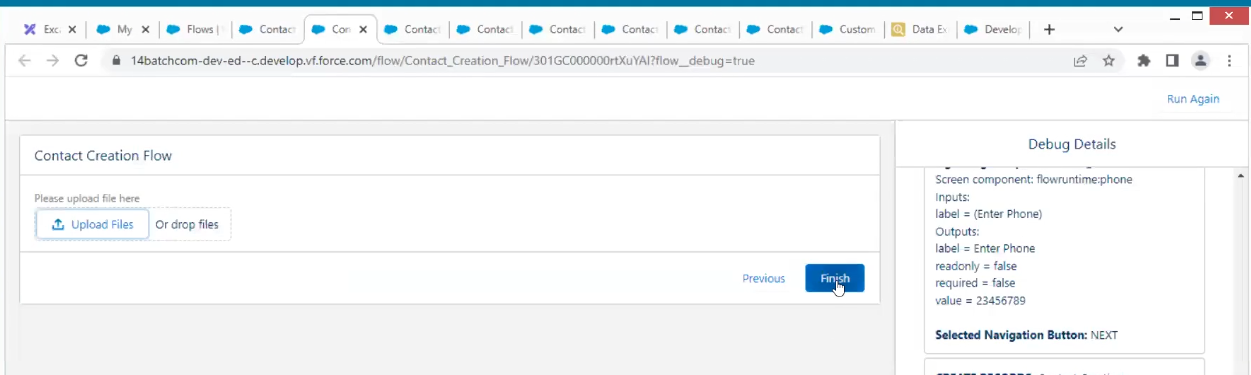 Exc
My
Flows |
Contact
Con
Contact
Contact
Contact
Contact
Contact
Contact
Custom
Data Ex
Develop
14batchcom-dev-ed--c.develop.vf.force.com/flow/Contact_Creation_Flow/301GC000000rtXuYAI?flow__debug=true
Run Again
Contact Creation Flow
Please upload file here
Upload Files
Or drop files
Previous
Finish
Debug Details
Screen component: flowruntime:phone
Inputs:
label = (Enter Phone)
Outputs:
label = Enter Phone
readonly = false
required = false
value = 23456789
Selected Navigation Button: NEXT